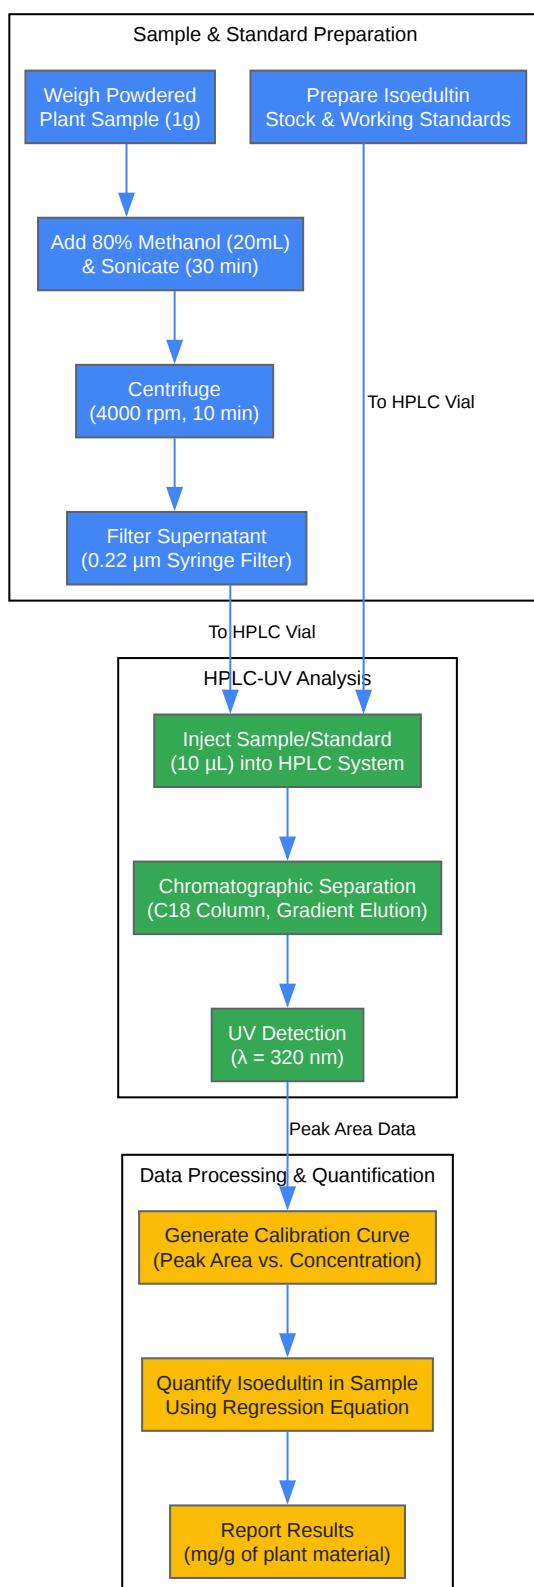 Sample & Standard Preparation
Weigh Powdered
Plant Sample (1g)
Prepare Isoedultin
Stock & Working Standards
Add 80% Methanol (20mL)
& Sonicate (30 min)
Centrifuge
(4000 rpm, 10 min)
To HPLC Vial
Filter Supernatant
(0.22 µm Syringe Filter)
To HPLC Vial
HPLC-UV Analysis
Inject Sample/Standard
(10 µL) into HPLC System
Chromatographic Separation
(C18 Column, Gradient Elution)
UV Detection
(λ = 320 nm)
Peak Area Data
Data Processing & Quantification
Generate Calibration Curve
(Peak Area vs. Concentration)
Quantify Isoedultin in Sample
Using Regression Equation
Report Results
(mg/g of plant material)